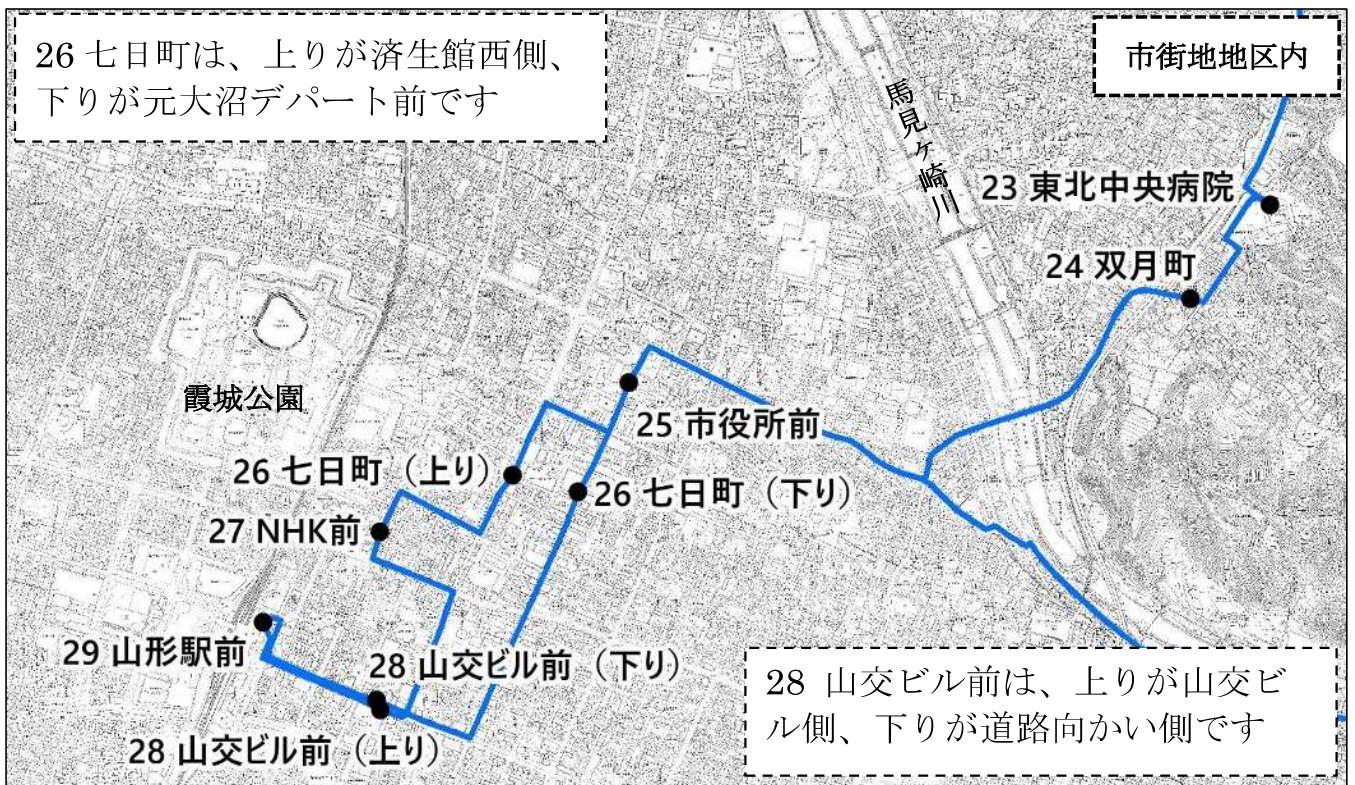 26 七日町は、上りが済生館西側、
下りが元大沼デパート前です
市街地地区内
馬見ヶ崎川
23 東北中央病院
24 双月町
霞城公園
25 市役所前
26 七日町（上り）
26 七日町（下り）
27 NHK前
29 山形駅前
28 山交ビル前（下り）
28 山交ビル前（上り）
28 山交ビル前は、上りが山交ビ
ル側、下りが道路向かい側です